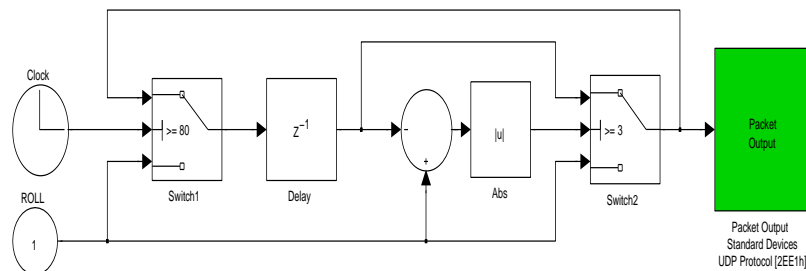 Clock
>= 80
Switch1
Z⁻¹
Delay
-
+
|u|
Abs
>= 3
Switch2
Packet
Output
Packet Output
Standard Devices
UDP Protocol [2EE1h]
ROLL
1